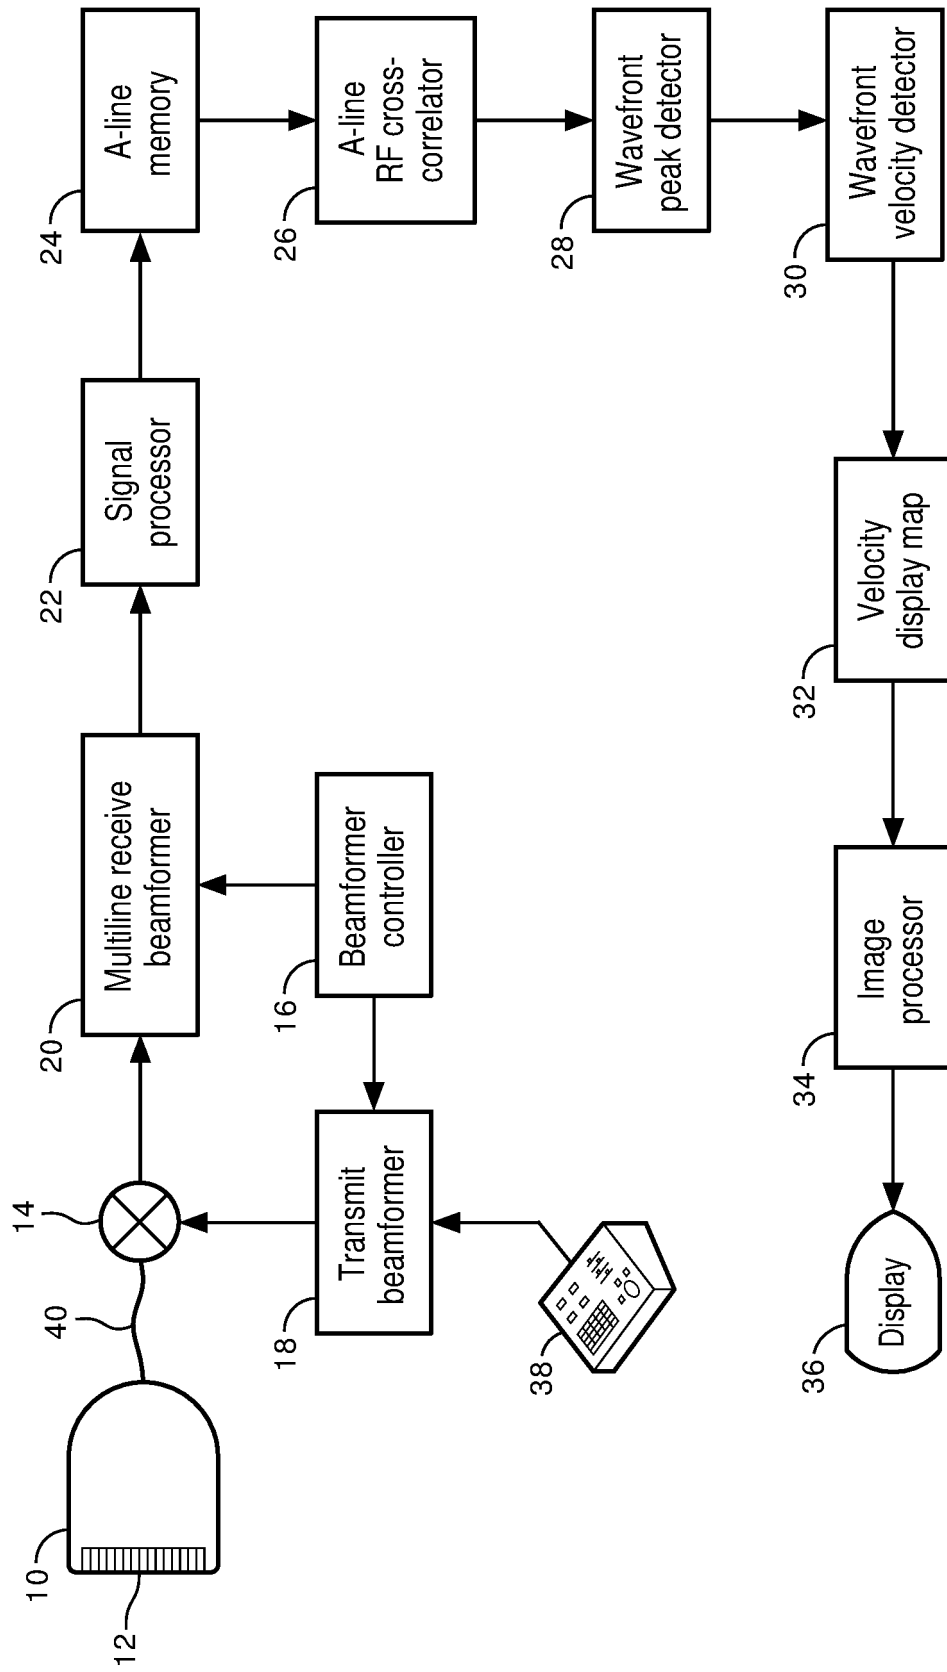 10
12
40
14
20
Multiline receive
beamformer
22
Signal
processor
24
A-line
memory
18
Transmit
beamformer
16
Beamformer
controller
26
A-line
RF cross-
correlator
38
28
Wavefront
peak detector
36
Display
34
Image
processor
32
Velocity
display map
30
Wavefront
velocity detector